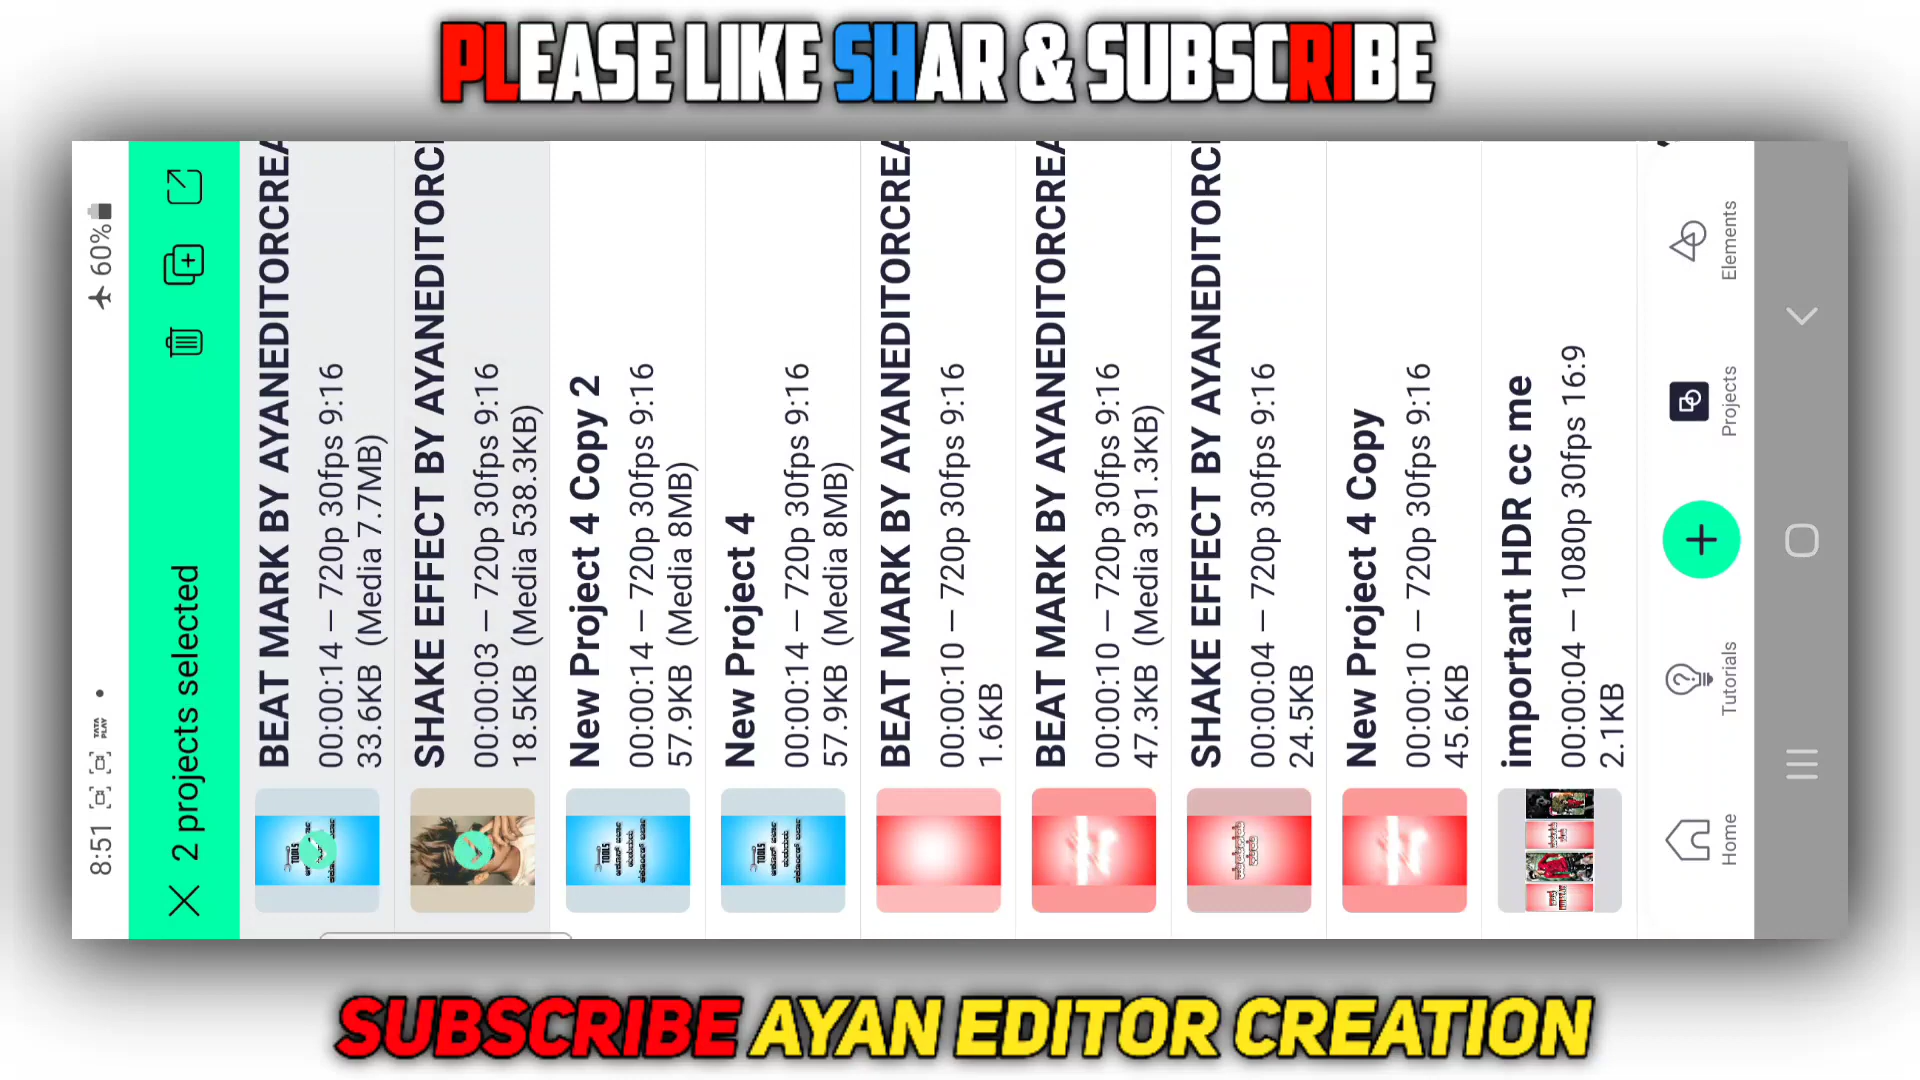 PLEASE LIKE SHAR & SUBSCRIBE
8:51
60%
2 projects selected
BEAT MARK BY AYANEDITORCREA
00:00:14 — 720p 30fps 9:16
33.6KB (Media 7.7MB)
SHAKE EFFECT BY AYANEDITORC
00:00:03 — 720p 30fps 9:16
18.5KB (Media 538.3KB)
New Project 4 Copy 2
00:00:14 — 720p 30fps 9:16
57.9KB (Media 8MB)
New Project 4
00:00:14 — 720p 30fps 9:16
57.9KB (Media 8MB)
BEAT MARK BY AYANEDITORCREA
00:00:10 — 720p 30fps 9:16
1.6KB
BEAT MARK BY AYANEDITORCREA
00:00:10 — 720p 30fps 9:16
47.3KB (Media 391.3KB)
SHAKE EFFECT BY AYANEDITORC
00:00:04 — 720p 30fps 9:16
24.5KB
New Project 4 Copy
00:00:10 — 720p 30fps 9:16
45.6KB
important HDR cc me
00:00:04 — 1080p 30fps 16:9
2.1KB
Home
Tutorials
Projects
Elements
TATA PLAY
TOOLS
TOOLS
TOOLS
SUBSCRIBE AYAN EDITOR CREATION